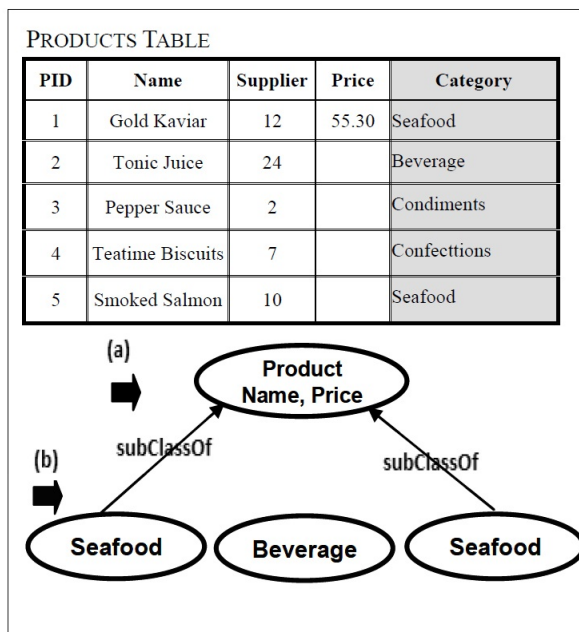 PRODUCTS TABLE
PID Name Supplier Price Category
1 Gold Kaviar 12 55.30 Seafood
2 Tonic Juice 24 Beverage
3 Pepper Sauce 2 Condiments
4 Teatime Biscuits 7 Confecttions
5 Smoked Salmon 10 Seafood
(a)
Product
Name, Price
(b)
subClassOf
subClassOf
Seafood
Beverage
Seafood